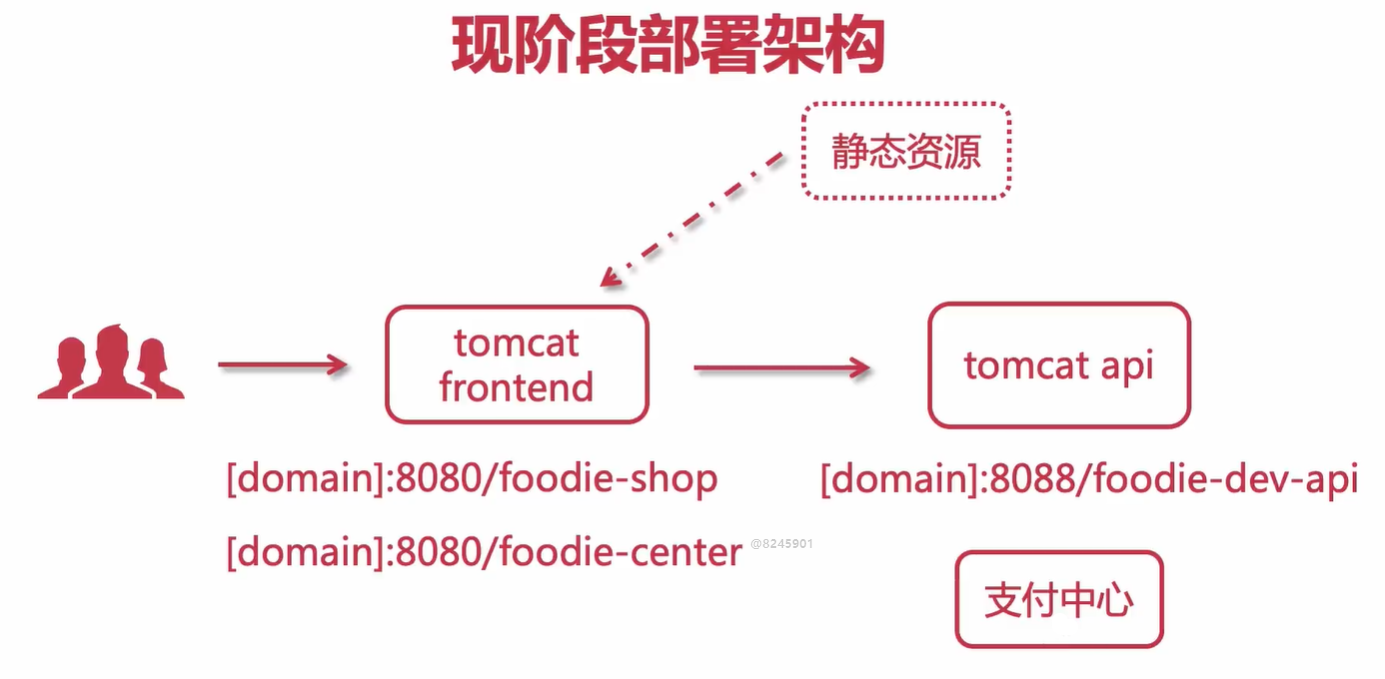 现阶段部署架构
静态资源
tomcat
frontend
tomcat api
[domain]:8080/foodie-shop
[domain]:8088/foodie-dev-api
[domain]:8080/foodie-center
@8245901
支付中心